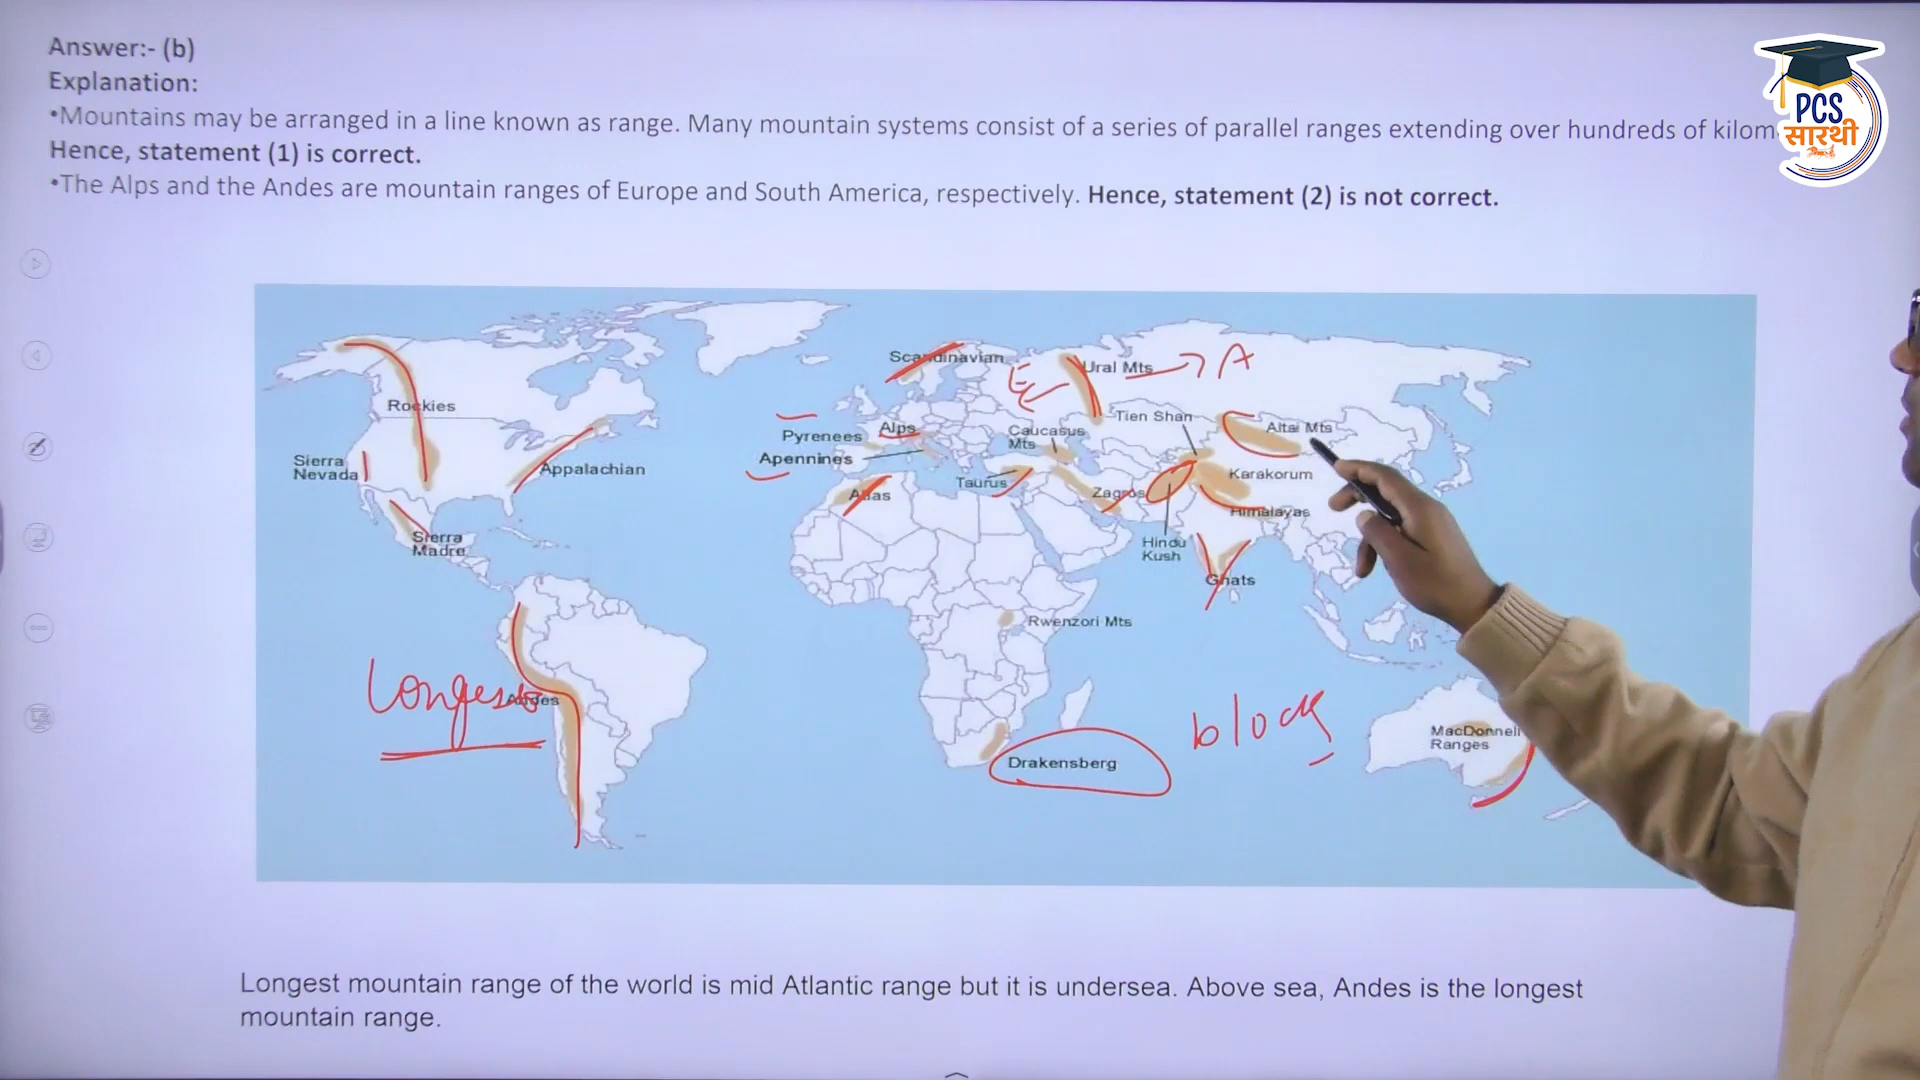 Answer:- (b)
Explanation:
•Mountains may be arranged in a line known as range. Many mountain systems consist of a series of parallel ranges extending over hundreds of kilom
Hence, statement (1) is correct.
•The Alps and the Andes are mountain ranges of Europe and South America, respectively. Hence, statement (2) is not correct.
PCS
सारथी
Scandinavian
Ural Mts → A
E
Rockies
Tien Shan
Altai Mts
Pyrenees
Alps
Caucasus
Mts
Apennines
Sierra
Nevada
Appalachian
Karakorum
Taurus
Zagros
Atlas
Himalayas
Sierra
Madre
Hindu
Kush
Ghats
Rwenzori Mts
Longest
Andes
block
MacDonnell
Ranges
Drakensberg
Longest mountain range of the world is mid Atlantic range but it is undersea. Above sea, Andes is the longest
mountain range.